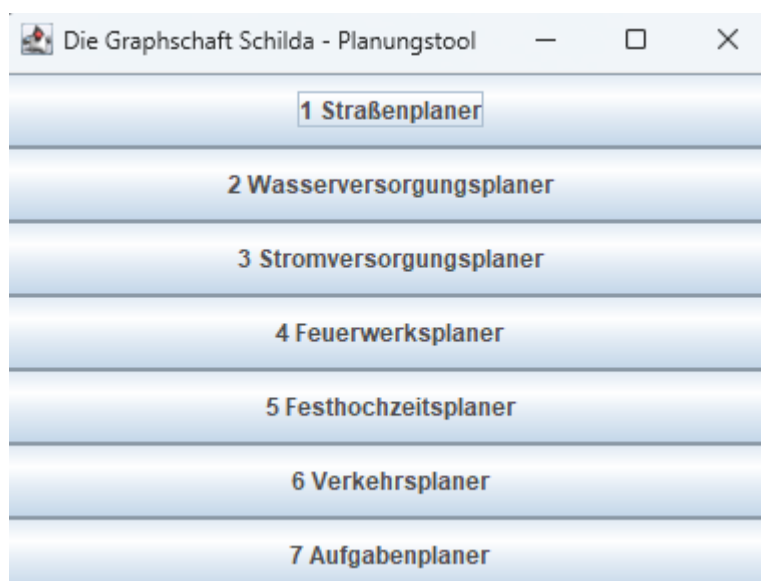 Die Graphschaft Schilda - Planungstool
1 Straßenplaner
2 Wasserversorgungsplaner
3 Stromversorgungsplaner
4 Feuerwerksplaner
5 Festhochzeitsplaner
6 Verkehrsplaner
7 Aufgabenplaner